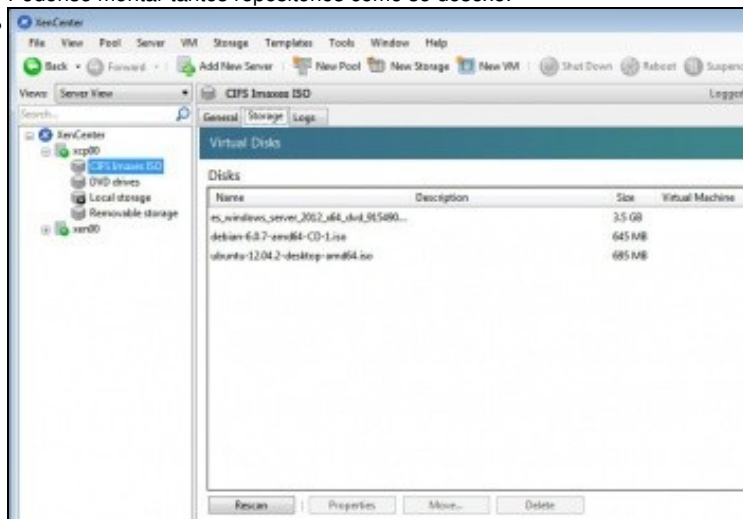 Pódense montar tantos repositorios como se desexe.
XenCenter
File View Pool Server VM Storage Templates Tools Window Help
Back Forward Add New Server New Pool New Storage New VM Shut Down Reboot Suspend
Views: Server View CIFS Imaxes ISO Logged
Search... General Storage Logs
XenCenter
xcp00
CIFS Imaxes ISO
DVD drives
Local storage
Removable storage
xen00
Virtual Disks
Disks
Name Description Size Virtual Machine
es_windows_server_2012_x64_dvd_915480... 3.5 GB
debian-6.0.7-amd64-CD-1.iso 645 MB
ubuntu-12.04.2-desktop-amd64.iso 695 MB
Rescan Properties Move... Delete